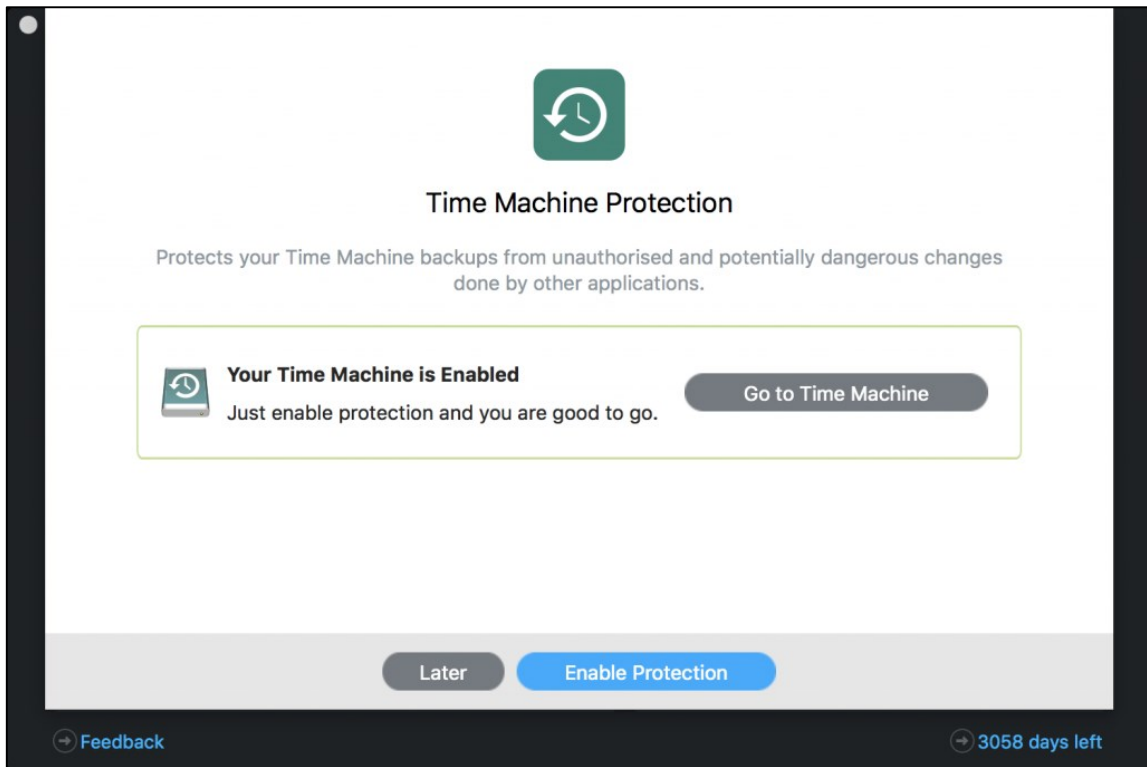 Time Machine Protection
Protects your Time Machine backups from unauthorised and potentially dangerous changes
done by other applications.
Your Time Machine is Enabled
Just enable protection and you are good to go.
Go to Time Machine
Later
Enable Protection
Feedback
3058 days left